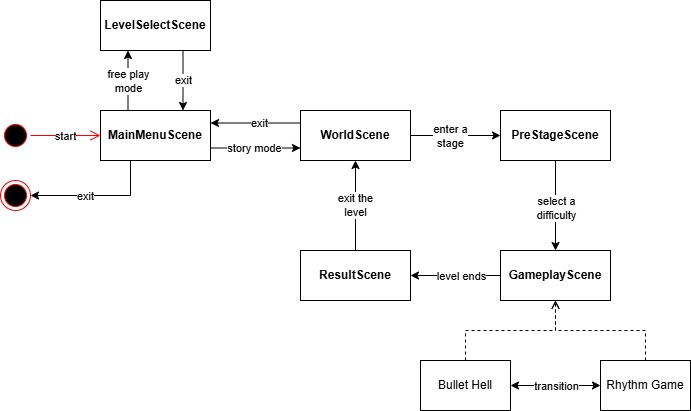 LevelSelectScene
free play
mode
exit
start
MainMenuScene
exit
story mode
WorldScene
enter a
stage
PreStageScene
exit
exit the
level
select a
difficulty
ResultScene
level ends
GameplayScene
Bullet Hell
transition
Rhythm Game